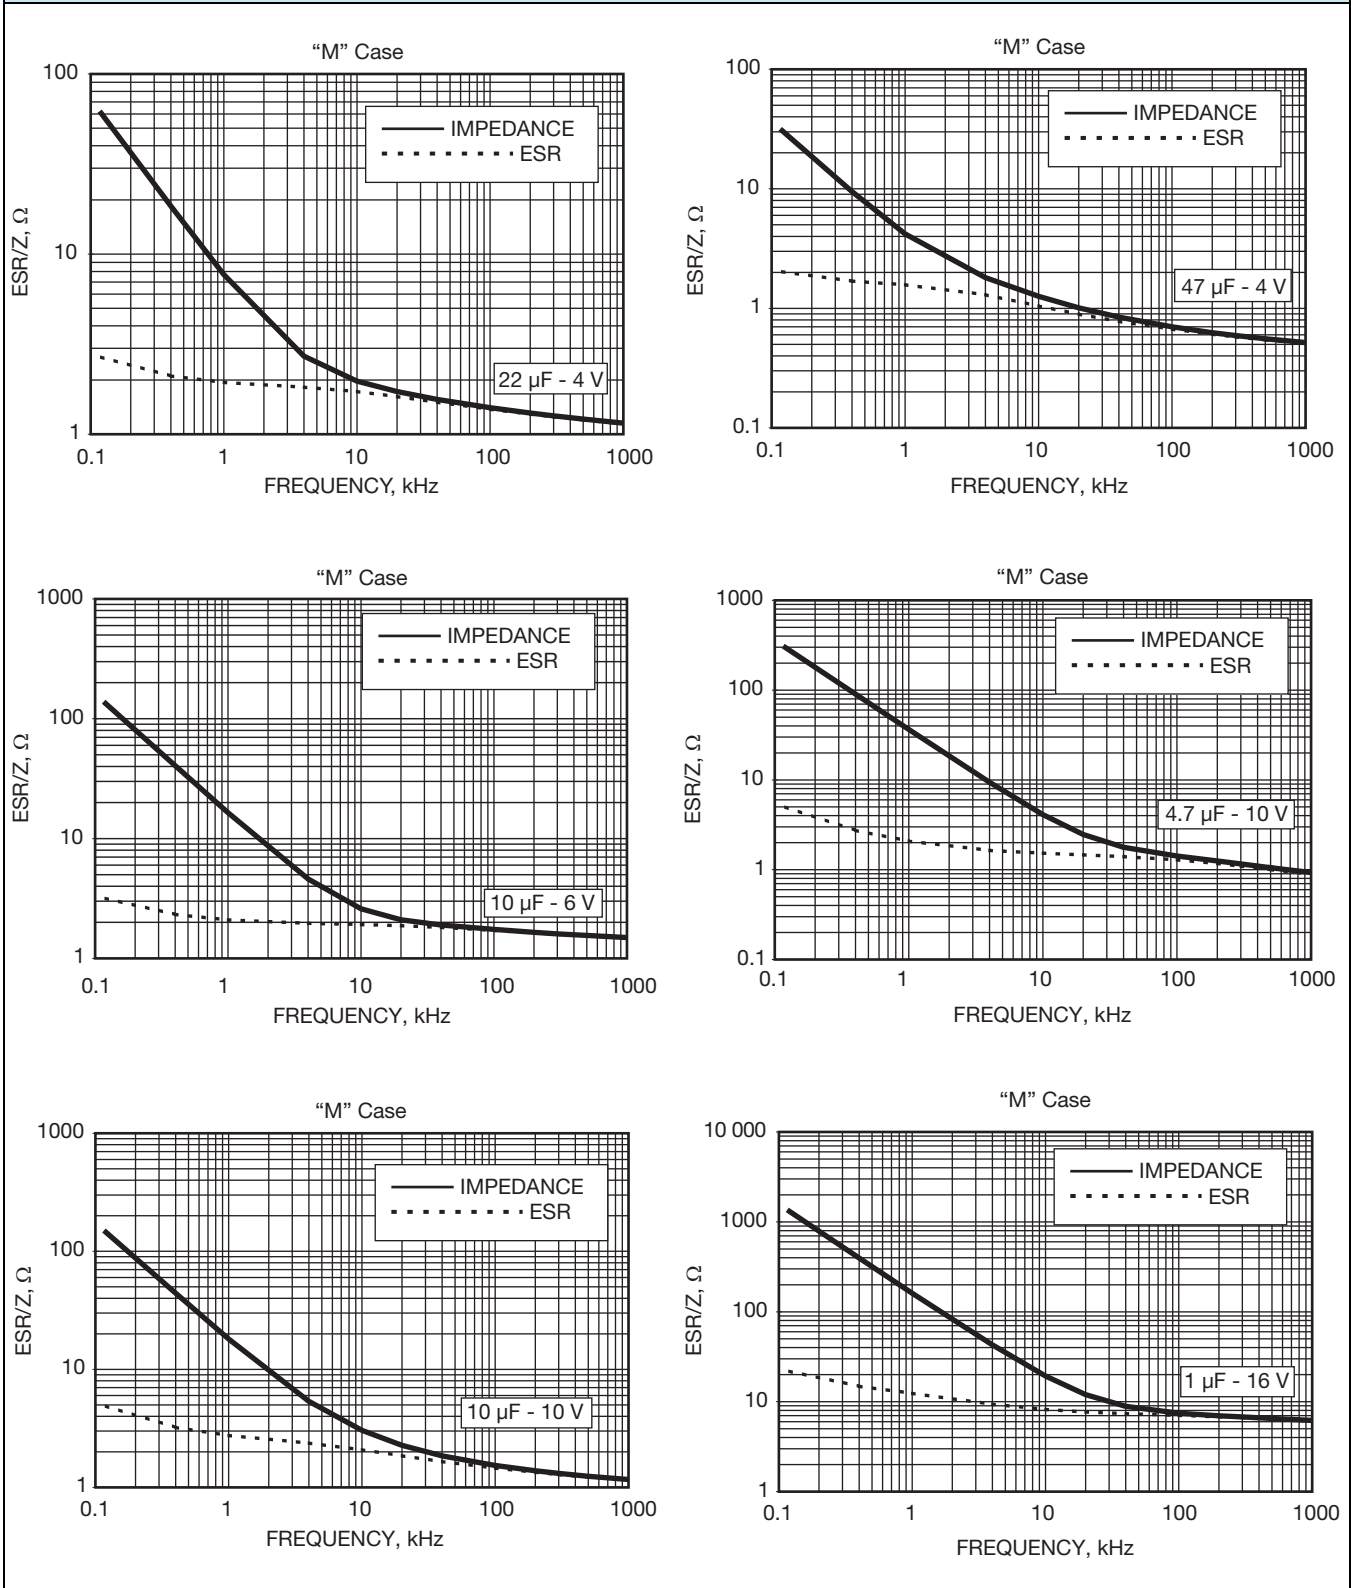 “M” Case
100
10
1
ESR/Z, Ω
IMPEDANCE
ESR
22 µF - 4 V
0.1 1 10 100 1000
FREQUENCY, kHz
“M” Case
100
10
1
0.1
ESR/Z, Ω
IMPEDANCE
ESR
47 µF - 4 V
0.1 1 10 100 1000
FREQUENCY, kHz
“M” Case
1000
100
10
1
ESR/Z, Ω
IMPEDANCE
ESR
10 µF - 6 V
0.1 1 10 100 1000
FREQUENCY, kHz
“M” Case
1000
100
10
1
0.1
ESR/Z, Ω
IMPEDANCE
ESR
4.7 µF - 10 V
0.1 1 10 100 1000
FREQUENCY, kHz
“M” Case
1000
100
10
1
ESR/Z, Ω
IMPEDANCE
ESR
10 µF - 10 V
0.1 1 10 100 1000
FREQUENCY, kHz
“M” Case
10 000
1000
100
10
1
ESR/Z, Ω
IMPEDANCE
ESR
1 µF - 16 V
0.1 1 10 100 1000
FREQUENCY, kHz